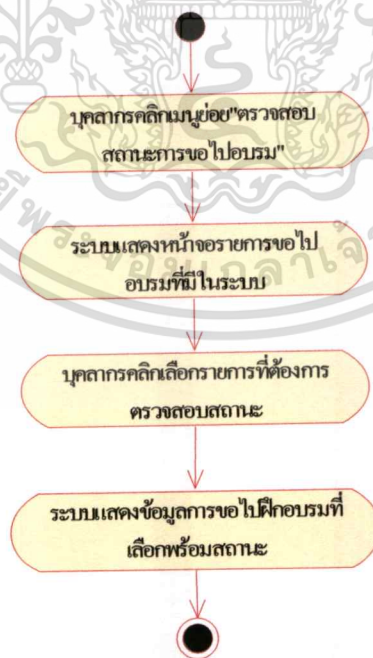 บุคลากรคลิกเมนูย่อย"ตรวจสอบ
สถานะการขอไปอบรม"
ระบบแสดงหน้าจอรายการขอไป
อบรมที่มีในระบบ
บุคลากรคลิกเลือกรายการที่ต้องการ
ตรวจสอบสถานะ
ระบบแสดงข้อมูลการขอไปฝึกอบรมที่
เลือกพร้อมสถานะ